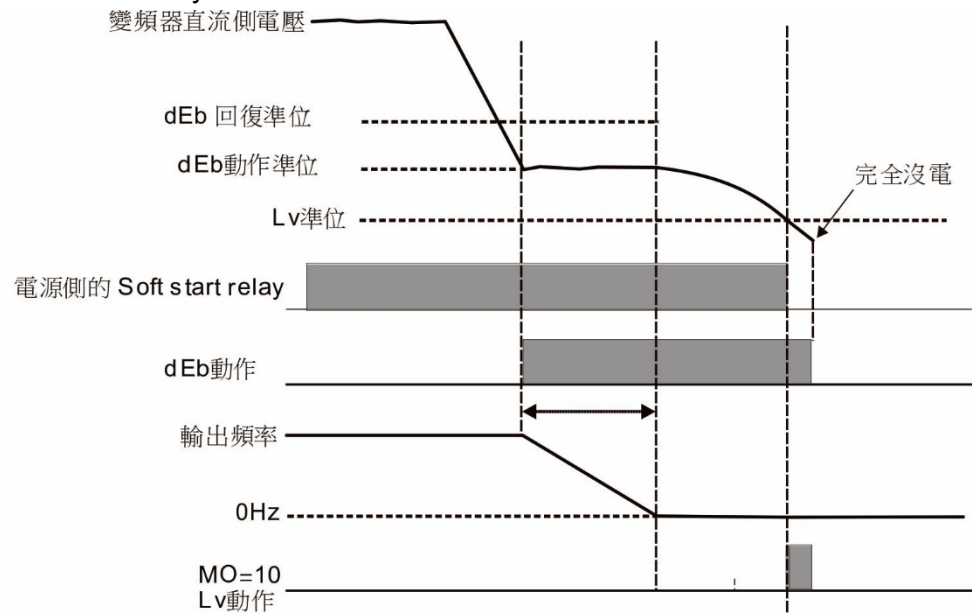 變頻器直流側電壓
dEb 回復準位
dEb動作準位
完全沒電
Lv準位
電源側的 Soft start relay
dEb動作
輸出頻率
0Hz
MO=10
Lv動作